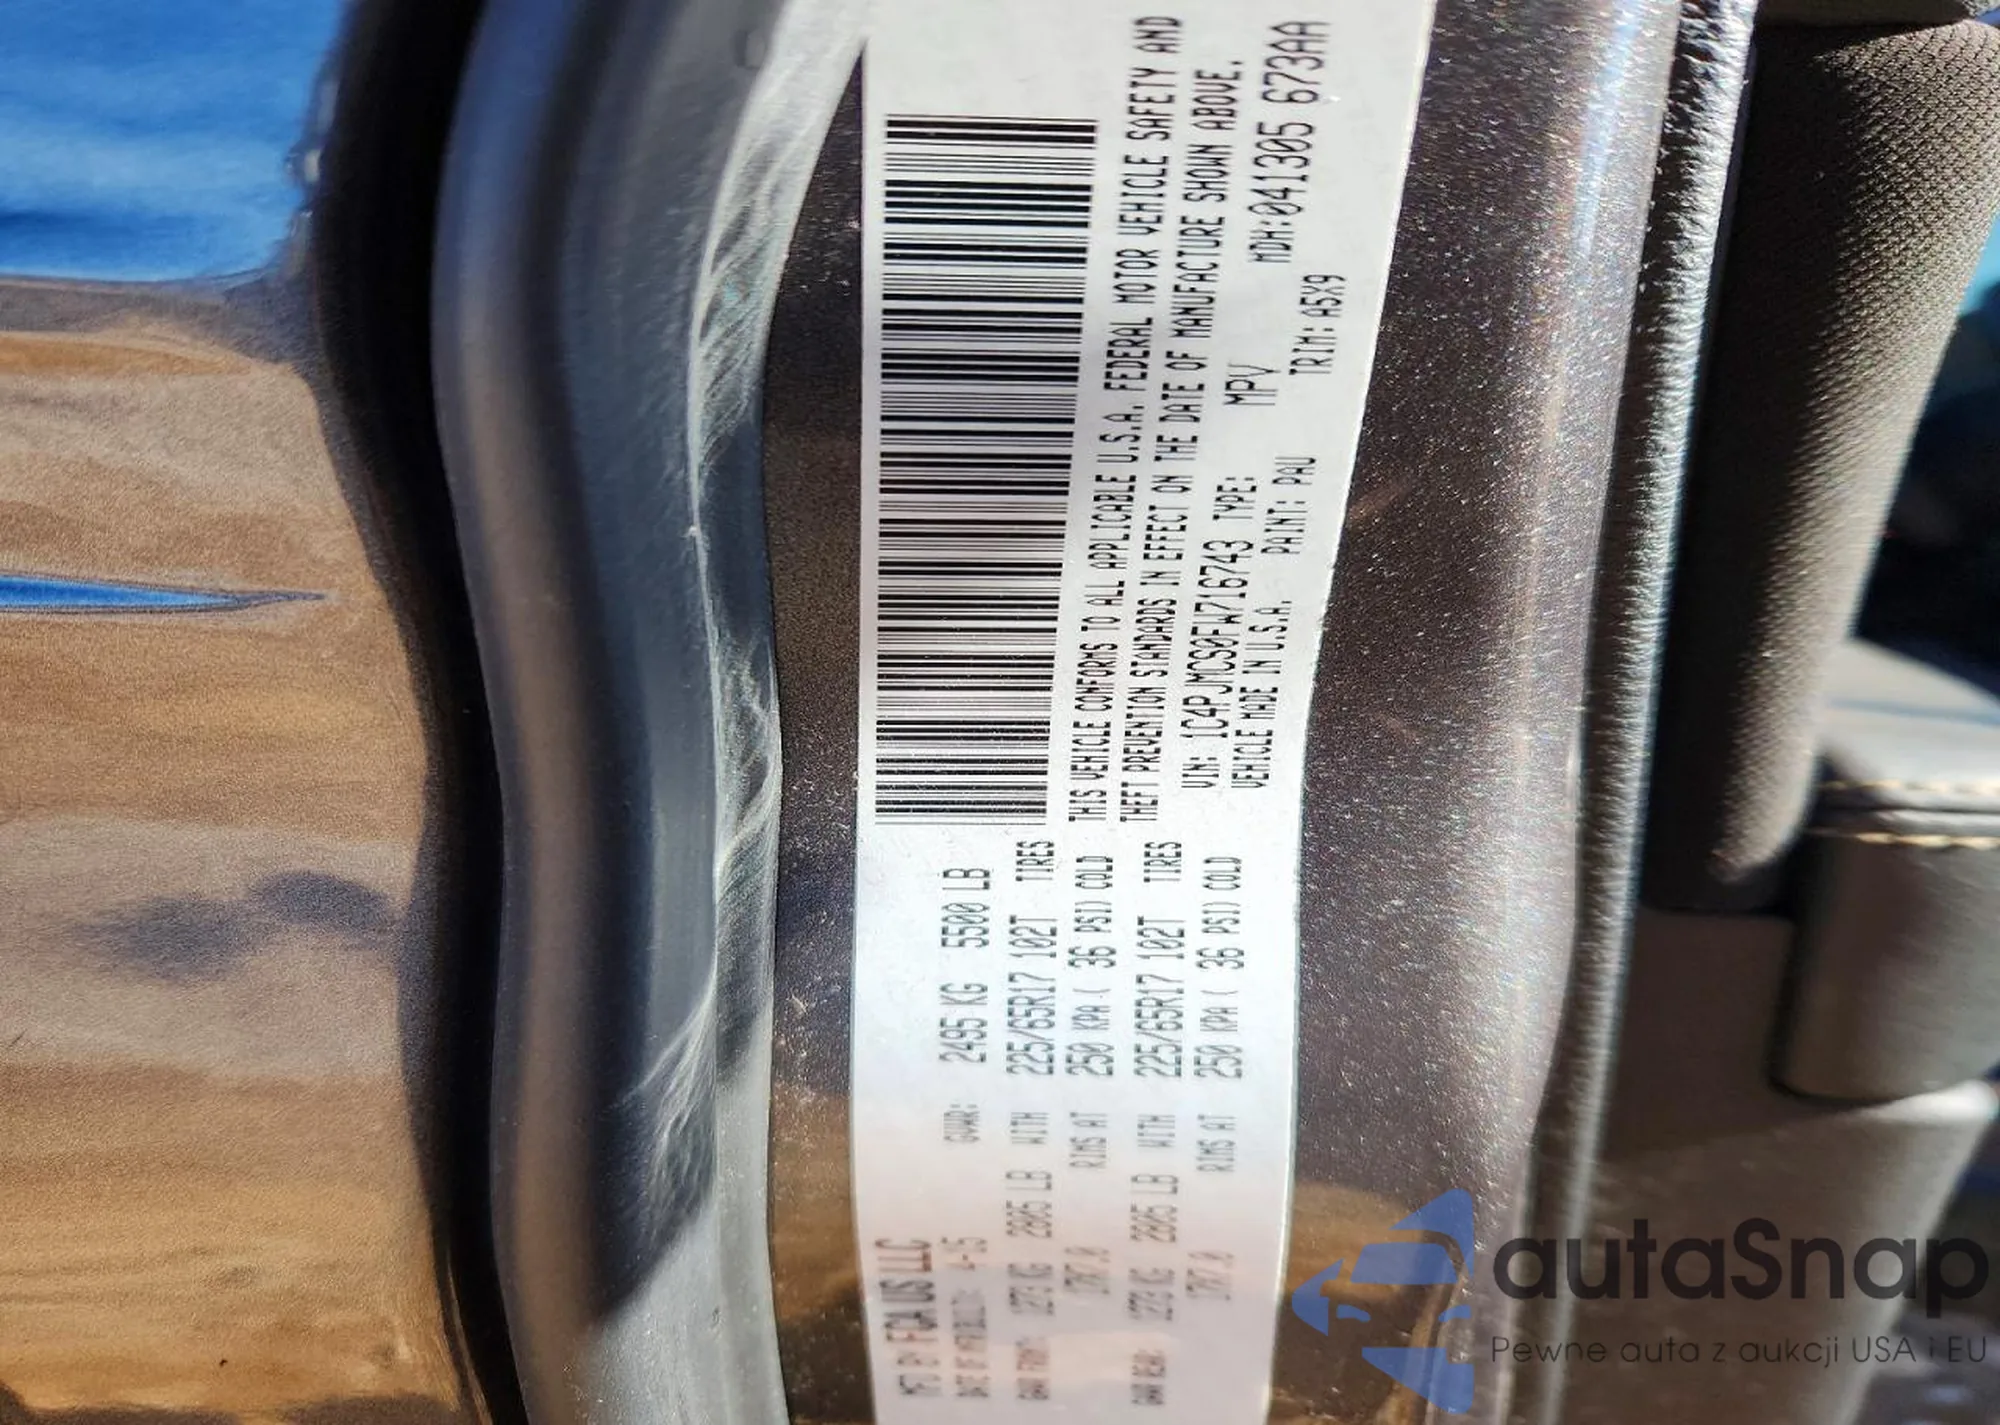 MFD BY FCA US LLC
DATE OF MFR 4-15 GVWR: 2495 KG 5500 LB
GAWR FRONT: 1273 KG 2805 LB WITH 225/65R17 102T TIRES
17X7.0 RIMS AT 250 KPA ( 36 PSI) COLD
GAWR REAR: 1273 KG 2805 LB WITH 225/65R17 102T TIRES
17X7.0 RIMS AT 250 KPA ( 36 PSI) COLD
THIS VEHICLE CONFORMS TO ALL APPLICABLE U.S.A. FEDERAL MOTOR VEHICLE SAFETY AND
THEFT PREVENTION STANDARDS IN EFFECT ON THE DATE OF MANUFACTURE SHOWN ABOVE.
VIN: 1C4PJMCS0FW716743 TYPE: MPV MDH:041305 673AA
VEHICLE MADE IN U.S.A. PAINT: PAU TRIM: A5X9
autaSnap
Pewne auta z aukcji USA i EU